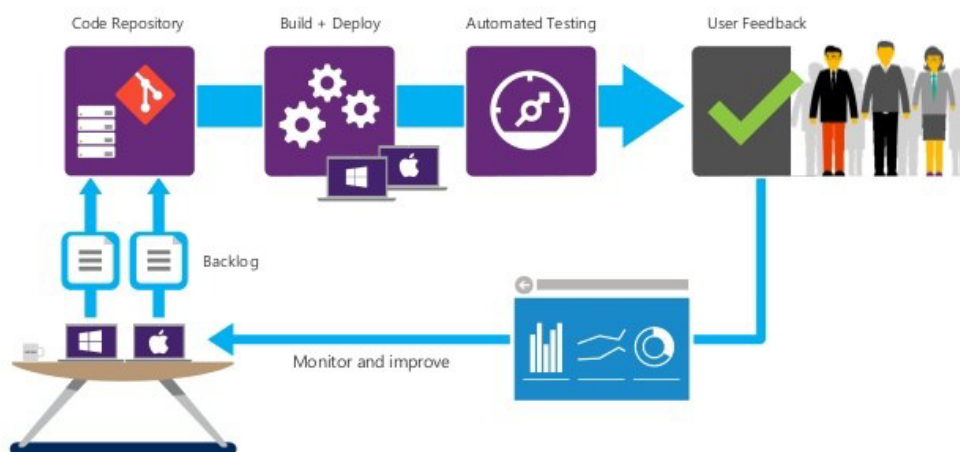 Code Repository
Build + Deploy
Automated Testing
User Feedback
Backlog
Monitor and improve